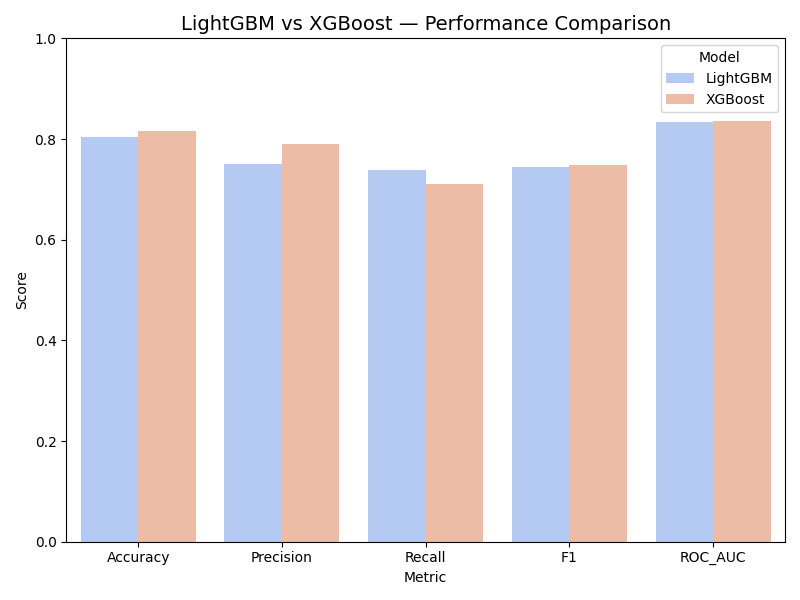 LightGBM vs XGBoost — Performance Comparison
Model
LightGBM
XGBoost
1.0
0.8
0.6
0.4
0.2
0.0
Score
Accuracy
Precision
Recall
F1
ROC_AUC
Metric